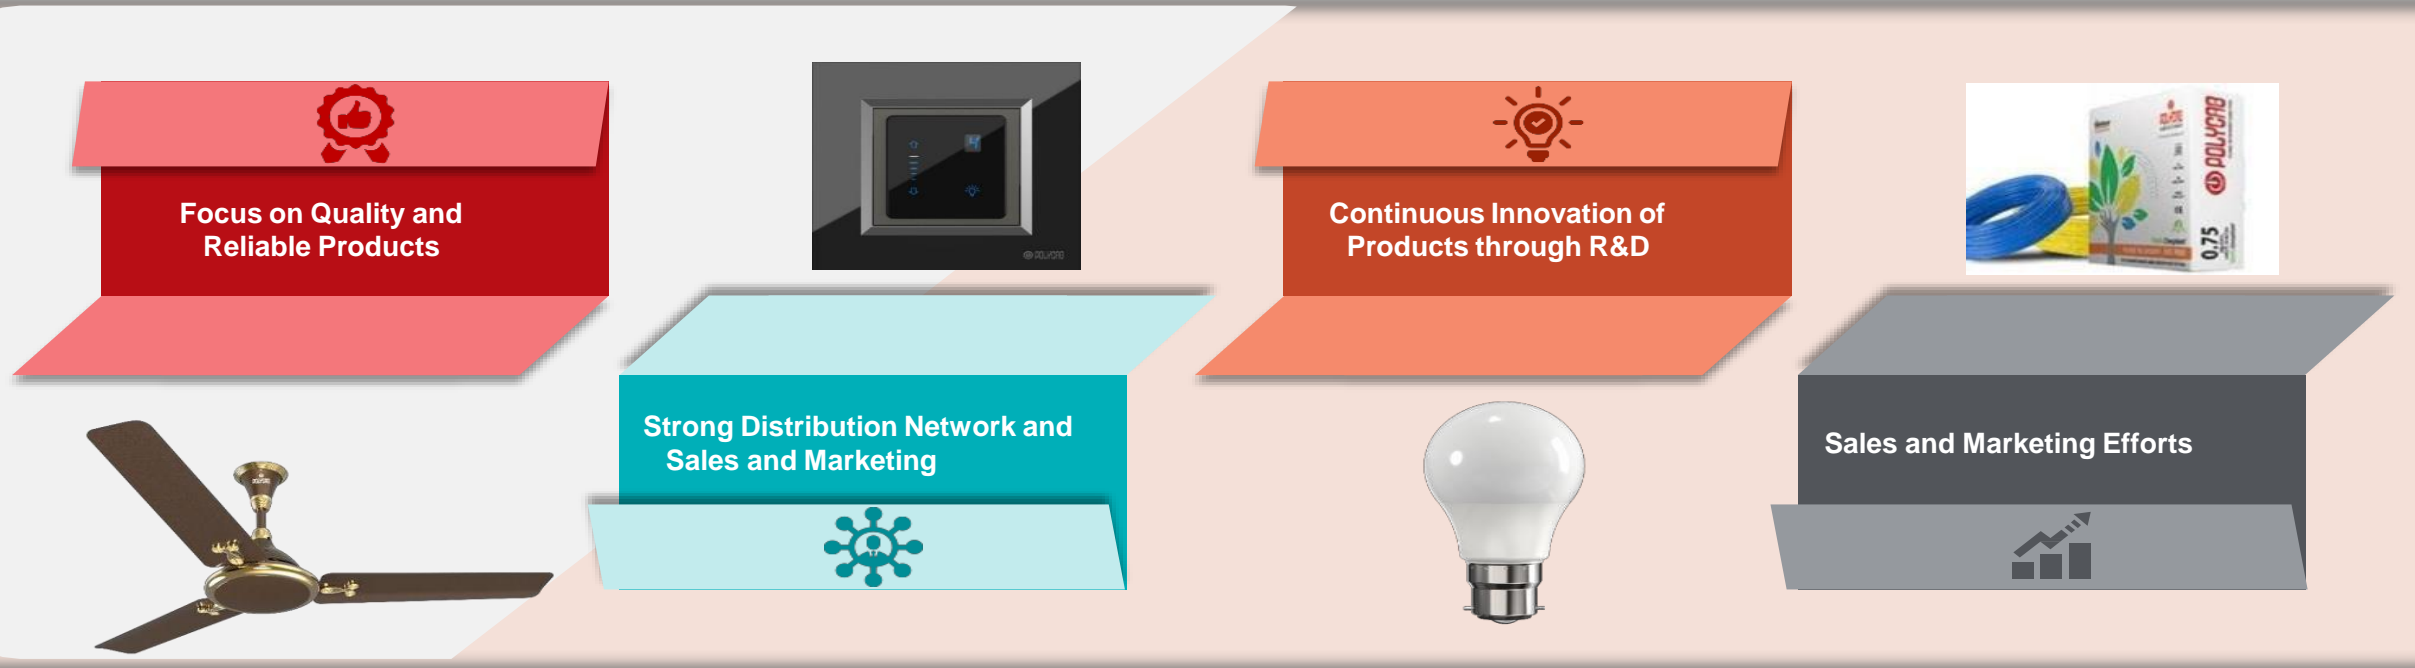 Focus on Quality and
Reliable Products
POLYCAB
Strong Distribution Network and
Sales and Marketing
Continuous Innovation of
Products through R&D
POLYCAB
0.75
Sales and Marketing Efforts